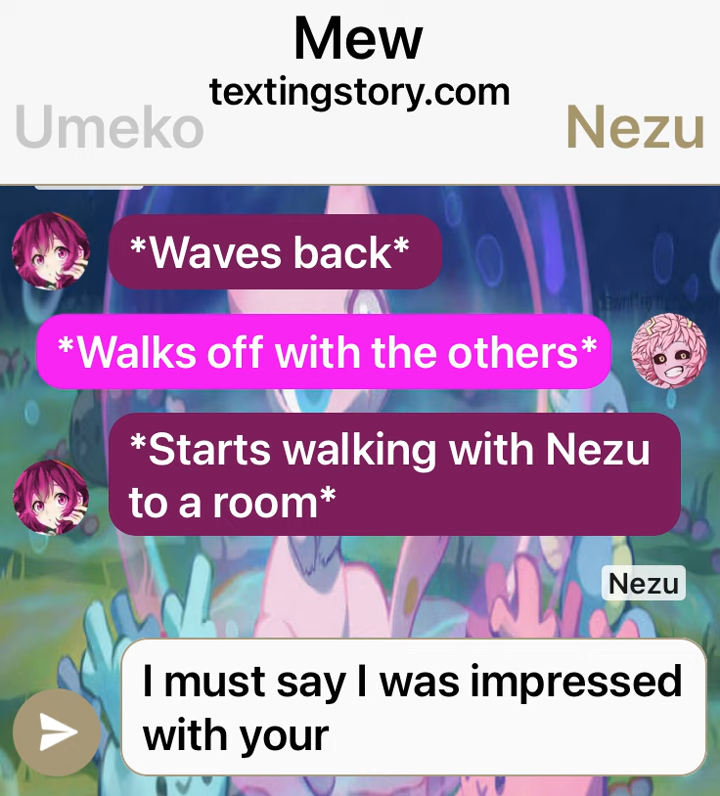 Mew
textingstory.com
Umeko
Nezu
*Waves back*
*Walks off with the others*
*Starts walking with Nezu
to a room*
Nezu
I must say I was impressed
with your